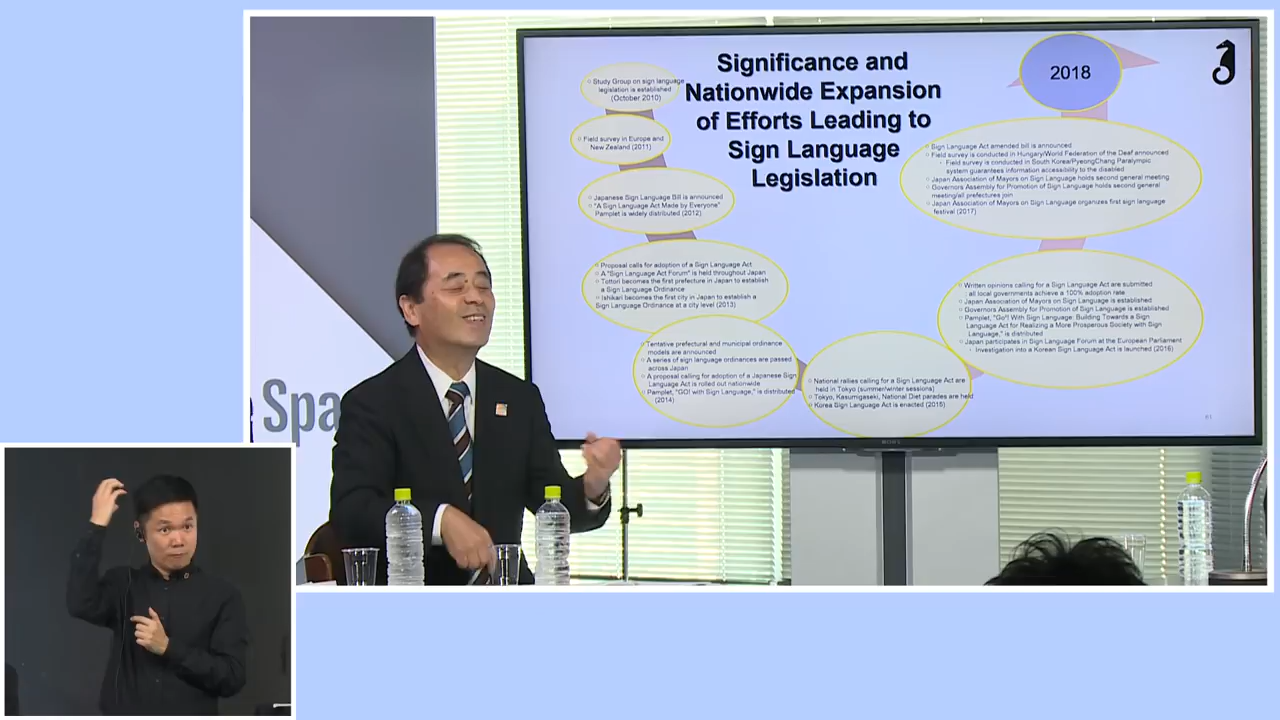 Significance and
Nationwide Expansion
of Efforts Leading to
Sign Language
Legislation
○ Study Group on sign language
legislation is established
(October 2010)
○ Field survey in Europe and
New Zealand (2011)
○ Japanese Sign Language Bill is announced
○ "A Sign Language Act Made by Everyone"
Pamplet is widely distributed (2012)
○ Proposal calls for adoption of a Sign Language Act
○ A "Sign Language Act Forum" is held throughout Japan
○ Tottori becomes the first prefecture in Japan to establish
a Sign Language Ordinance
○ Ishikari becomes the first city in Japan to establish a
Sign Language Ordinance at a city level (2013)
○ Tentative prefectural and municipal ordinance
models are announced
○ A series of sign language ordinances are passed
across Japan
○ A proposal calling for adoption of a Japanese Sign
Language Act is rolled out nationwide
○ Pamplet, "GO! with Sign Language," is distributed
(2014)
○ National rallies calling for a Sign Language Act are
held in Tokyo (summer/winter sessions)
○ Tokyo, Kasumigaseki, National Diet parades are held
○ Korea Sign Language Act is enacted (2015)
○ Written opinions calling for a Sign Language Act are submitted
: all local governments achieve a 100% adoption rate
○ Japan Association of Mayors on Sign Language is established
○ Governors Assembly for Promotion of Sign Language is established
○ Pamplet, "Go!! With Sign Language: Building Towards a Sign
Language Act for Realizing a More Prosperous Society with Sign
Language," is distributed
○ Japan participates in Sign Language Forum at the European Parliament
・ Investigation into a Korean Sign Language Act is launched (2016)
○ Sign Language Act amended bill is announced
○ Field survey is conducted in Hungary/World Federation of the Deaf announced
・ Field survey is conducted in South Korea/PyeongChang Paralympic
system guarantees information accessibility to the disabled
○ Japan Association of Mayors on Sign Language holds second general meeting
○ Governors Assembly for Promotion of Sign Language holds second general
meeting/all prefectures join
○ Japan Association of Mayors on Sign Language organizes first sign language
festival (2017)
2018
61
SONY
e Spa